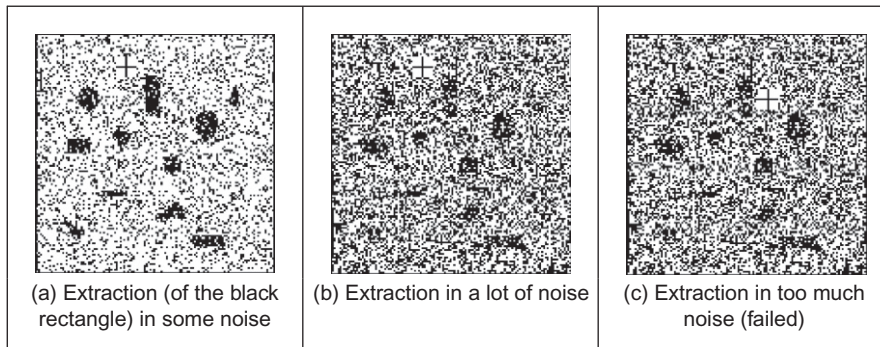 (a) Extraction (of the black
rectangle) in some noise
(b) Extraction in a lot of noise
(c) Extraction in too much
noise (failed)